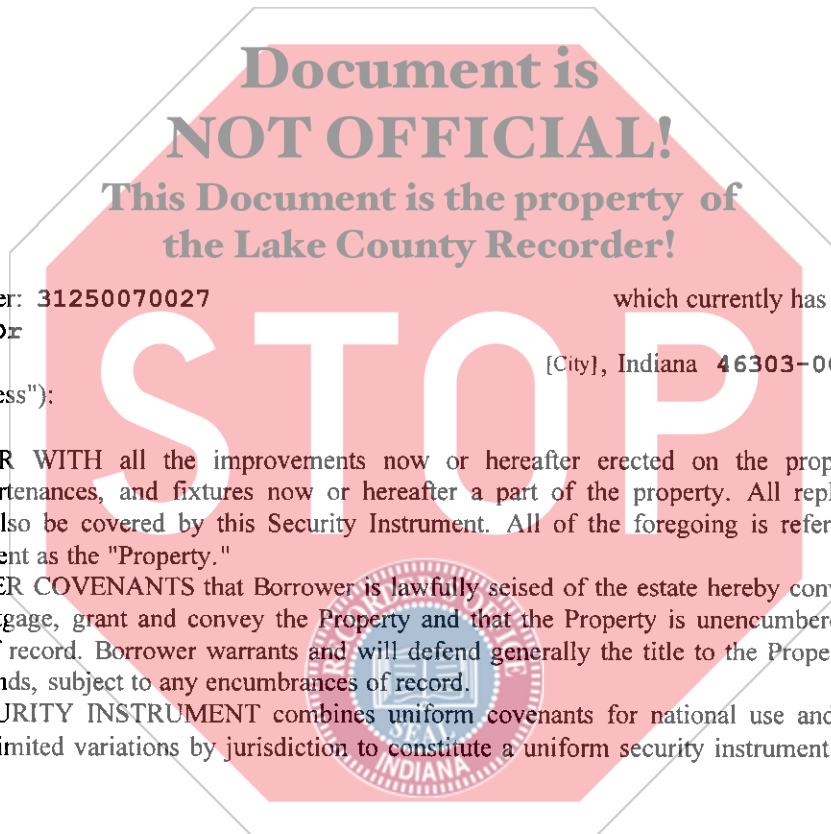 Document is
NOT OFFICIAL!
This Document is the property of
the Lake County Recorder!
er: 31250070027 which currently has
or
[City], Indiana 46303-00
ess"):
STOP
R WITH all the improvements now or hereafter erected on the prop
rtenances, and fixtures now or hereafter a part of the property. All repl
lso be covered by this Security Instrument. All of the foregoing is refer
ent as the "Property."
ER COVENANTS that Borrower is lawfully seised of the estate hereby conv
tgage, grant and convey the Property and that the Property is unencumber
f record. Borrower warrants and will defend generally the title to the Prope
nds, subject to any encumbrances of record.
URITY INSTRUMENT combines uniform covenants for national use and
imited variations by jurisdiction to constitute a uniform security instrument
RECORDER'S OFFICE
SEAL
INDIANA